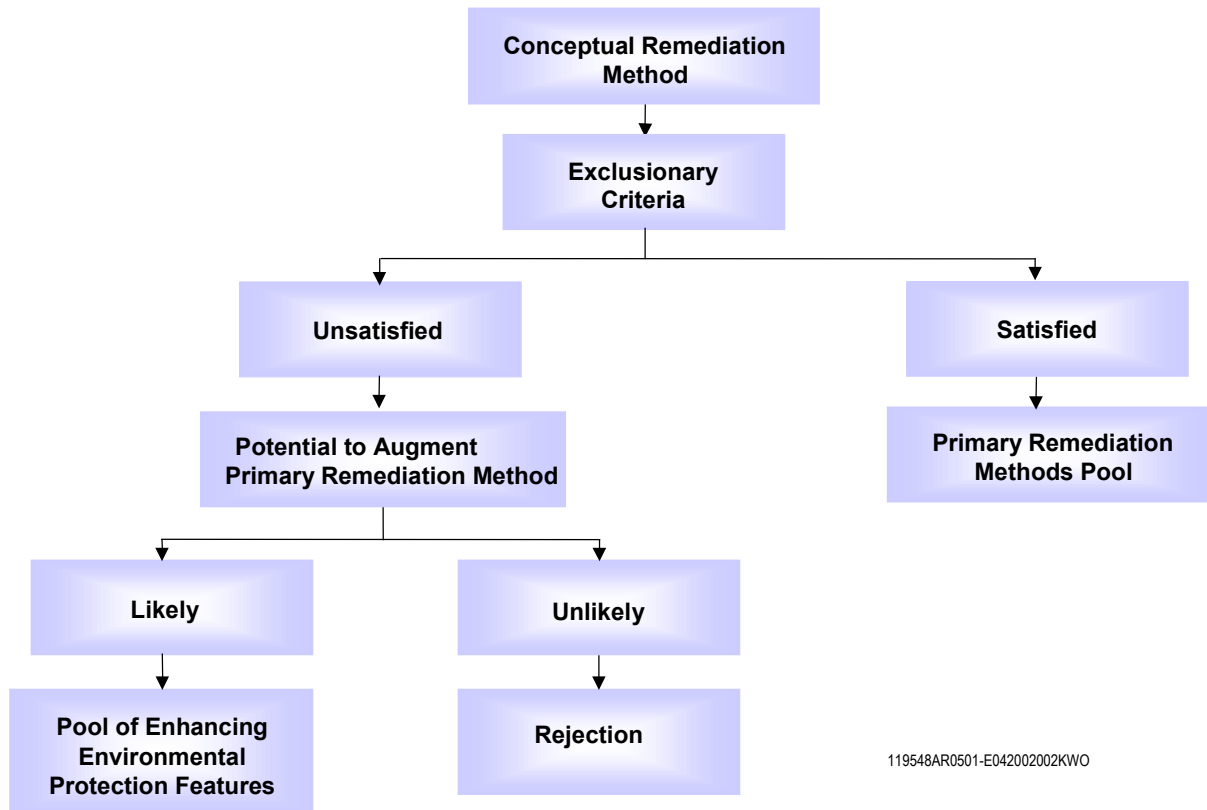 Conceptual Remediation
Method
Exclusionary
Criteria
Unsatisfied
Satisfied
Potential to Augment
Primary Remediation Method
Primary Remediation
Methods Pool
Likely
Unlikely
Pool of Enhancing
Environmental
Protection Features
Rejection
119548AR0501-E042002002KWO